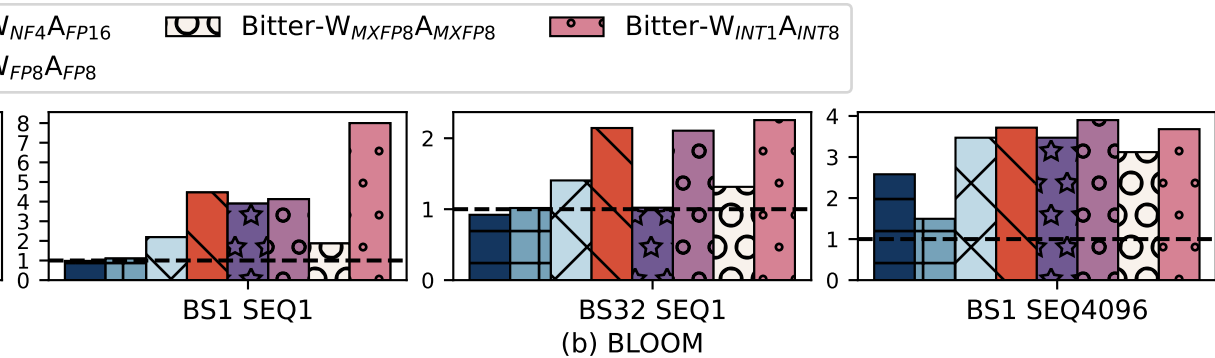 W_NF4A_FP16 Bitter-W_MXFP8A_MXFP8 Bitter-W_INT1A_INT8
W_FP8A_FP8
8
7
6
5
4
3
2
1
0
BS1 SEQ1
2
1
0
BS32 SEQ1
4
3
2
1
0
BS1 SEQ4096
(b) BLOOM